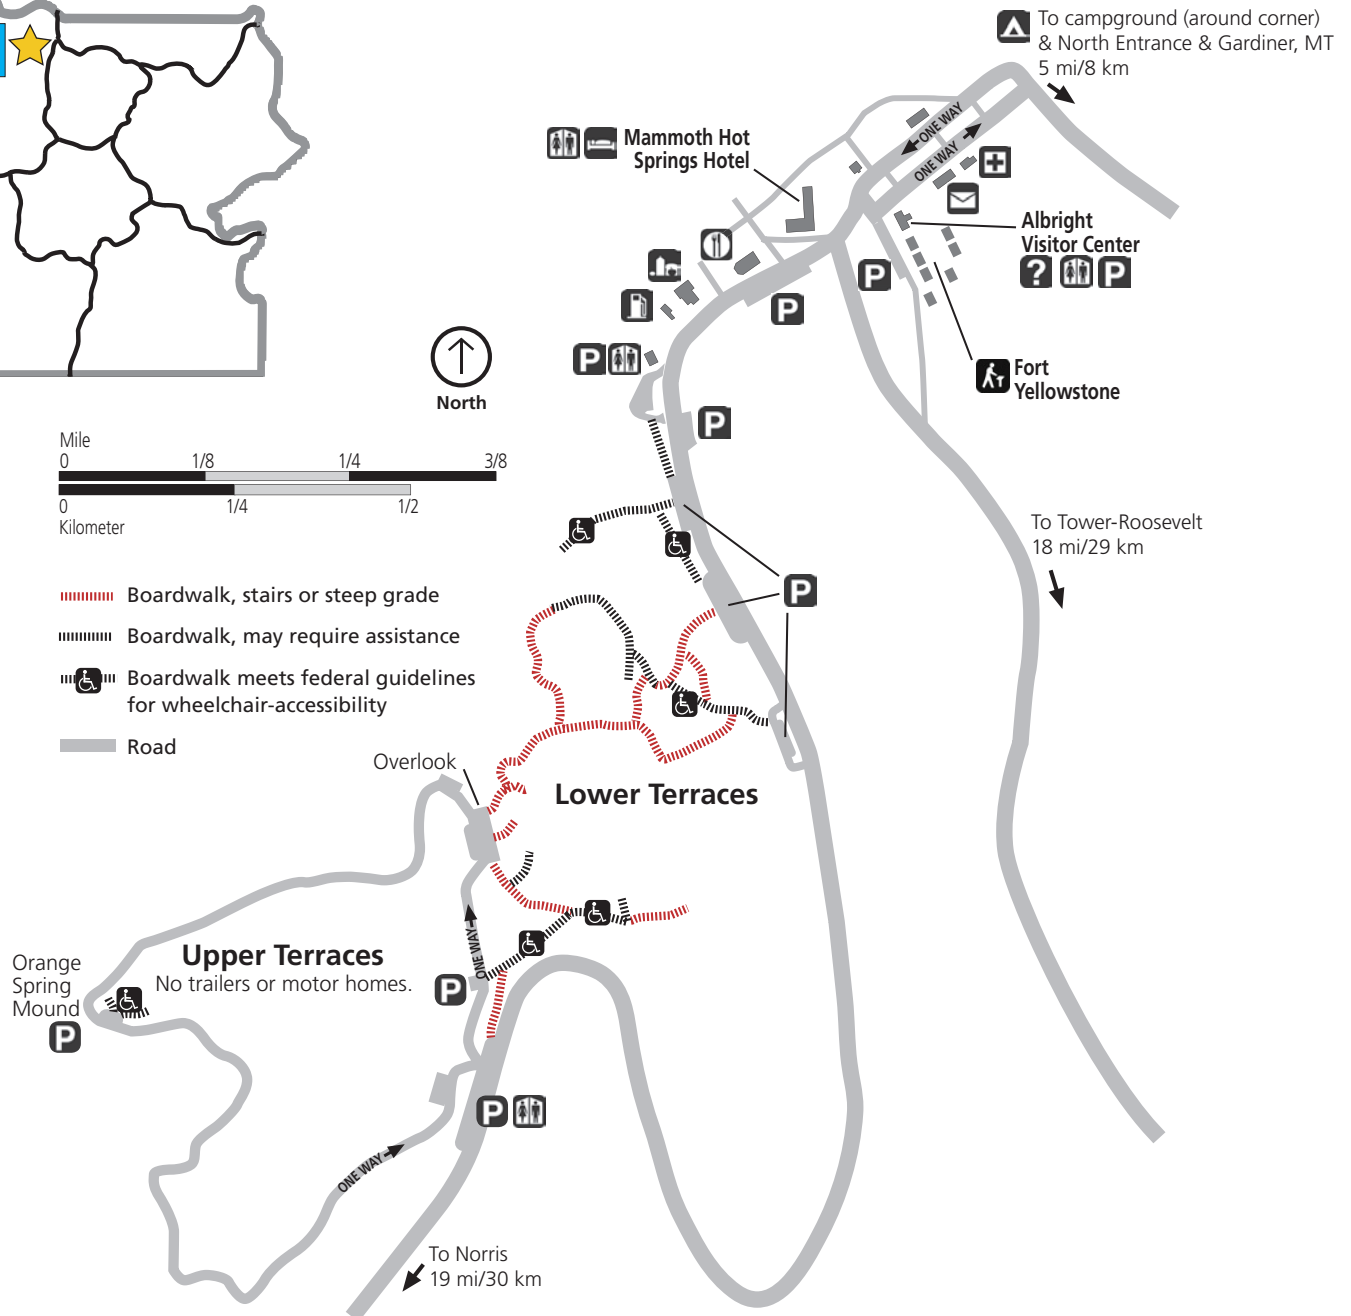 To campground (around corner)
& North Entrance & Gardiner, MT
5 mi/8 km
ONE WAY
ONE WAY
Mammoth Hot
Springs Hotel
Albright
Visitor Center
?
P
P
P
Fort
Yellowstone
P
P
North
Mile
0 1/8 1/4 3/8
0 1/4 1/2
Kilometer
To Tower-Roosevelt
18 mi/29 km
P
Boardwalk, stairs or steep grade
Boardwalk, may require assistance
Boardwalk meets federal guidelines
for wheelchair-accessibility
Road
Overlook
Lower Terraces
Upper Terraces
No trailers or motor homes.
ONE WAY
P
Orange
Spring
Mound
P
P
ONE WAY
To Norris
19 mi/30 km